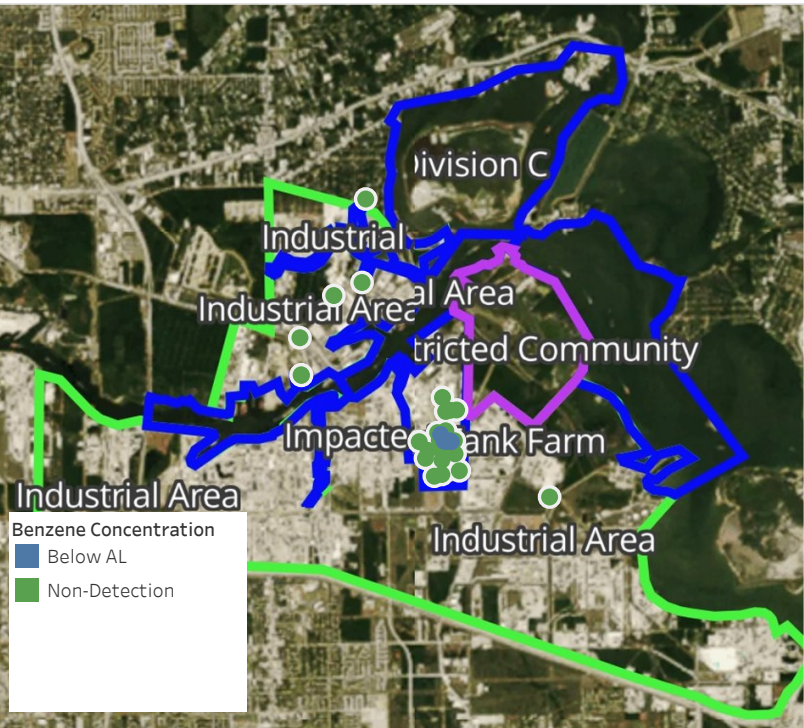 Division C
Industrial
Industrial Area
al Area
tricted Community
Impacte
ank Farm
Industrial Area
Industrial Area
Benzene Concentration
Below AL
Non-Detection